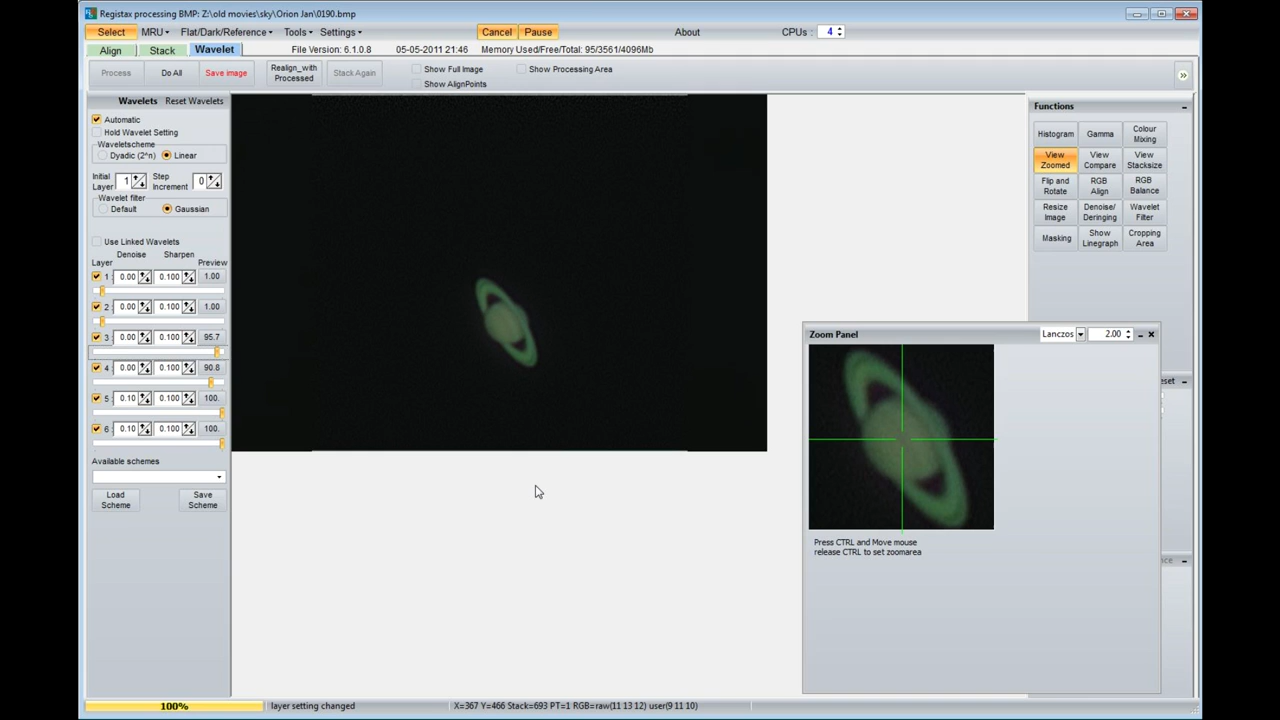 Registax processing BMP: Z:\old movies\sky\Orion Jan\0190.bmp
Select MRU Flat/Dark/Reference Tools Settings Cancel Pause About CPUs : 4
Align Stack Wavelet File Version: 6.1.0.8 05-05-2011 21:46 Memory Used/Free/Total: 95/3561/4096Mb
Process Do All Save image Realign_with Processed Stack Again Show Full Image Show Processing Area
Show AlignPoints
Wavelets Reset Wavelets
Automatic
Hold Wavelet Setting
Waveletscheme
Dyadic (2^n) Linear
Initial Layer 1 Step Increment 0
Wavelet filter
Default Gaussian
Use Linked Wavelets
Denoise Sharpen
Layer Preview
1 : 0.00 0.100 1.00
2 : 0.00 0.100 1.00
3 : 0.00 0.100 95.7
4 : 0.00 0.100 90.8
5 : 0.10 0.100 100.
6 : 0.10 0.100 100.
Available schemes
Load Scheme Save Scheme
Functions
Histogram Gamma Colour Mixing
View Zoomed View Compare View Stacksize
Flip and Rotate RGB Align RGB Balance
Resize Image Denoise/ Deringing Wavelet Filter
Masking Show Linegraph Cropping Area
Zoom Panel Lanczos 2.00
Press CTRL and Move mouse
release CTRL to set zoomarea
eset
nce
100% layer setting changed X=367 Y=466 Stack=693 PT=1 RGB=raw(11 13 12) user(9 11 10)